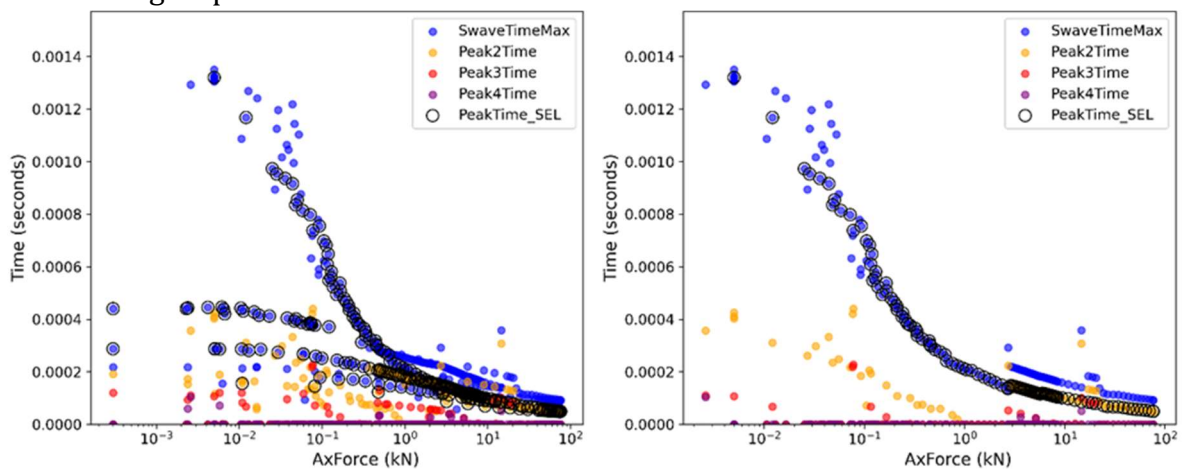 SwaveTimeMax
Peak2Time
Peak3Time
Peak4Time
PeakTime_SEL
0.0014
0.0012
0.0010
0.0008
0.0006
0.0004
0.0002
0.0000
Time (seconds)
10⁻³ 10⁻² 10⁻¹ 10⁰ 10¹ 10²
AxForce (kN)
SwaveTimeMax
Peak2Time
Peak3Time
Peak4Time
PeakTime_SEL
0.0014
0.0012
0.0010
0.0008
0.0006
0.0004
0.0002
0.0000
Time (seconds)
10⁻² 10⁻¹ 10⁰ 10¹ 10²
AxForce (kN)